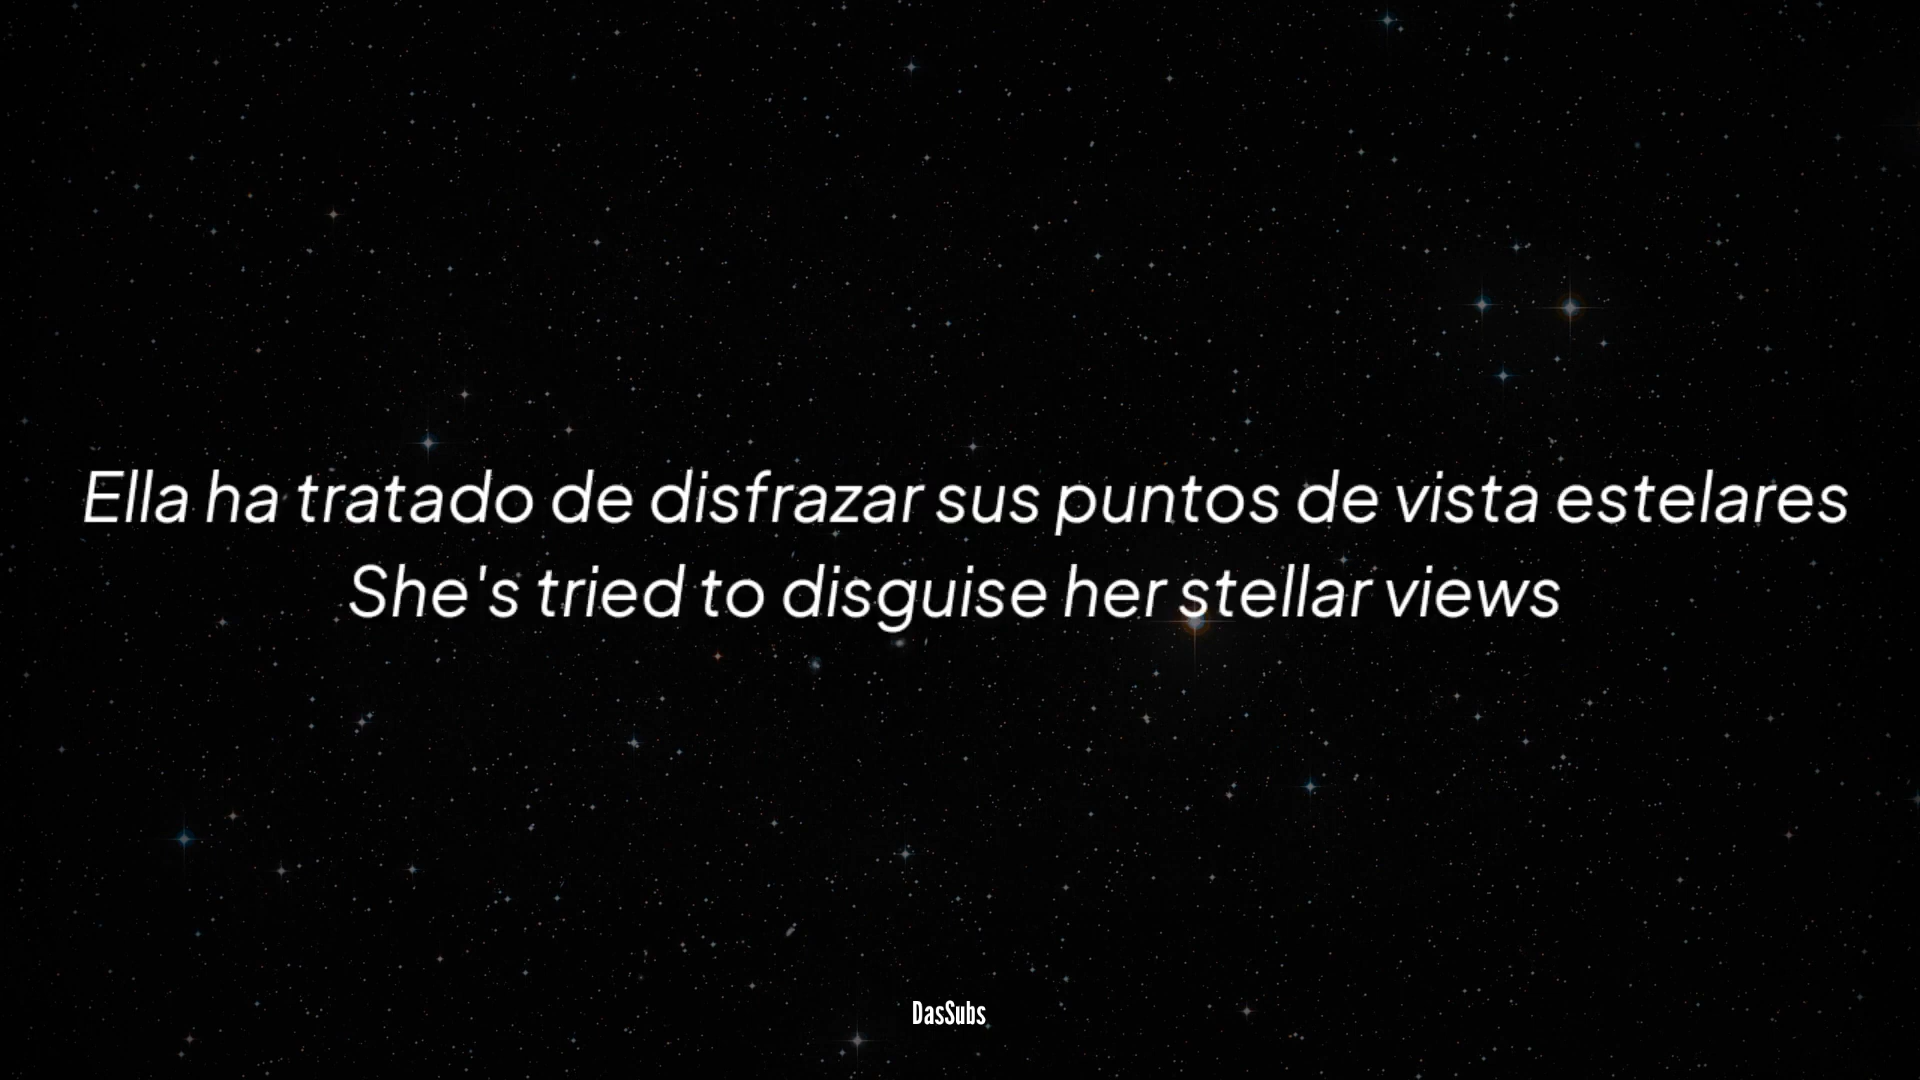 Ella ha tratado de disfrazar sus puntos de vista estelares
She's tried to disguise her stellar views
DasSubs